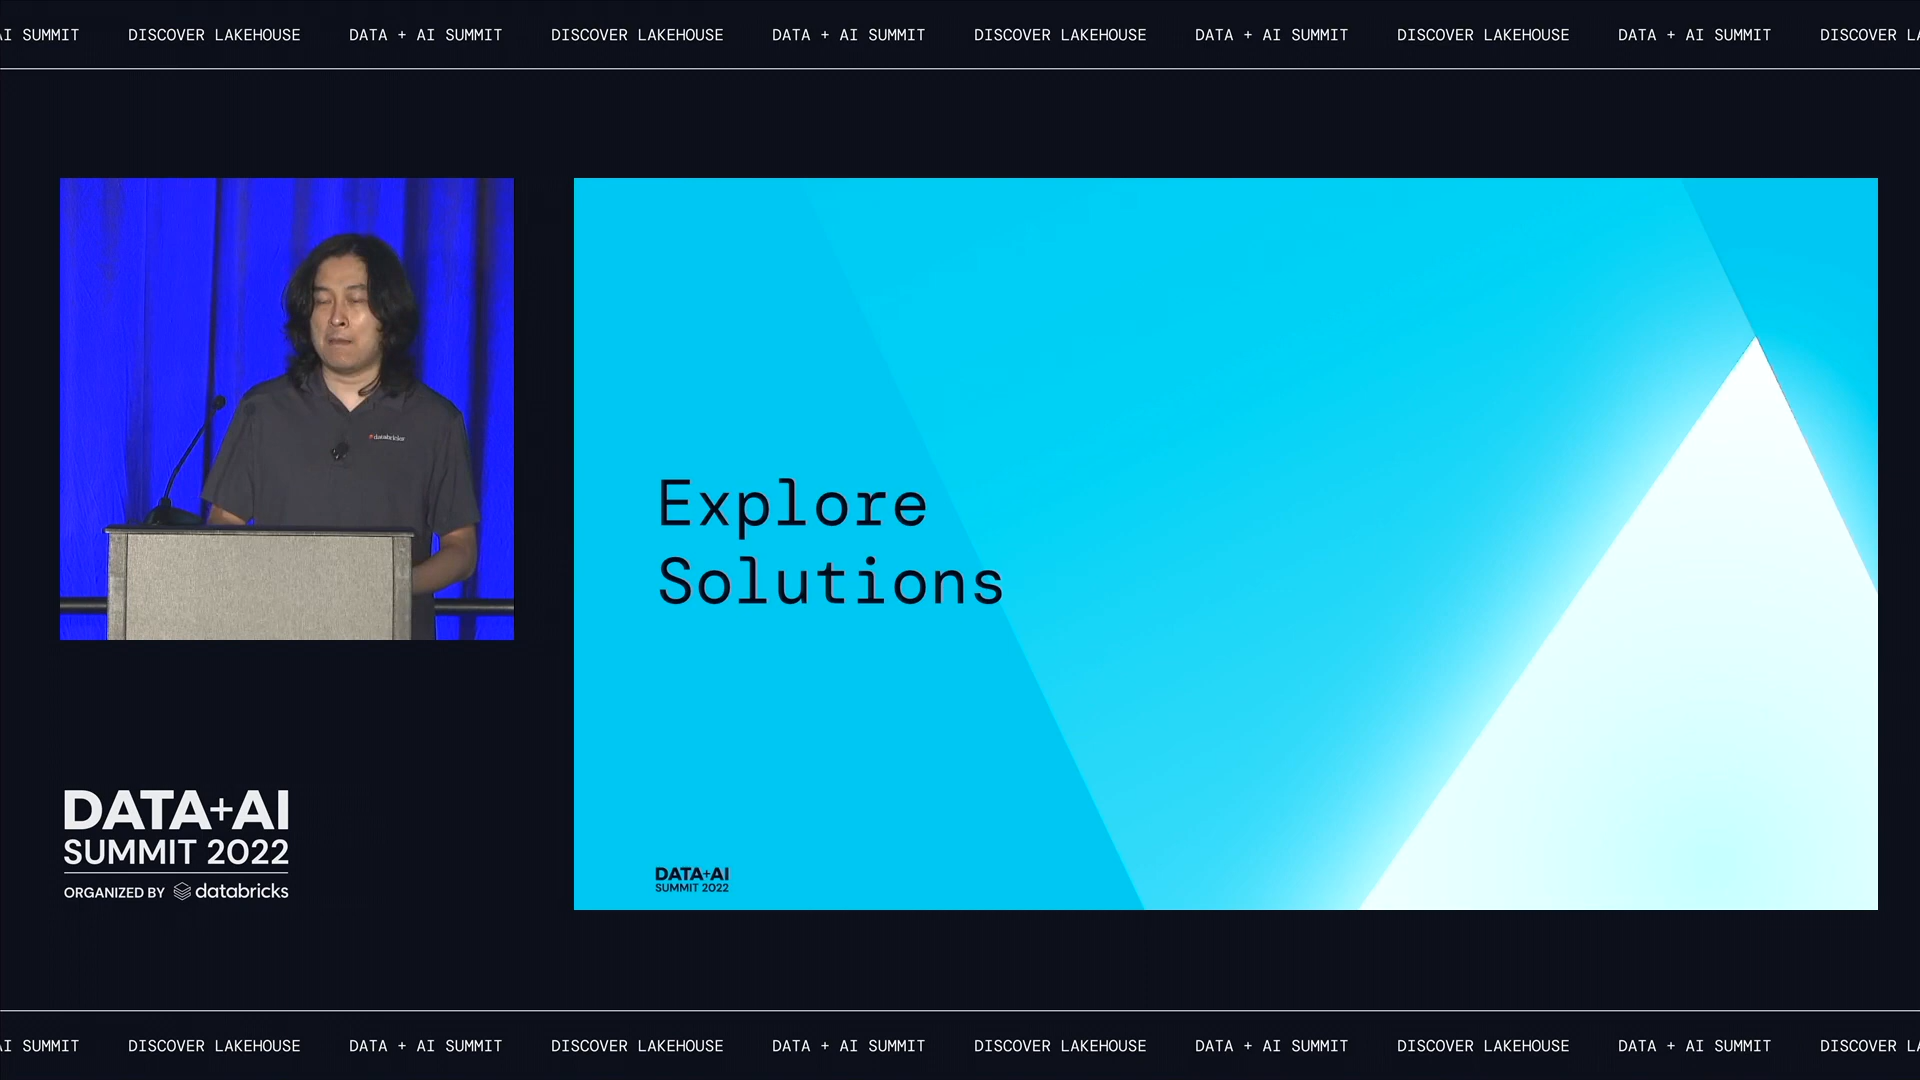 AI SUMMIT DISCOVER LAKEHOUSE DATA + AI SUMMIT DISCOVER LAKEHOUSE DATA + AI SUMMIT DISCOVER LAKEHOUSE DATA + AI SUMMIT DISCOVER LAKEHOUSE DATA + AI SUMMIT DISCOVER LA
databricks
Explore
Solutions
DATA+AI
SUMMIT 2022
DATA+AI
SUMMIT 2022
ORGANIZED BY databricks
AI SUMMIT DISCOVER LAKEHOUSE DATA + AI SUMMIT DISCOVER LAKEHOUSE DATA + AI SUMMIT DISCOVER LAKEHOUSE DATA + AI SUMMIT DISCOVER LAKEHOUSE DATA + AI SUMMIT DISCOVER LA